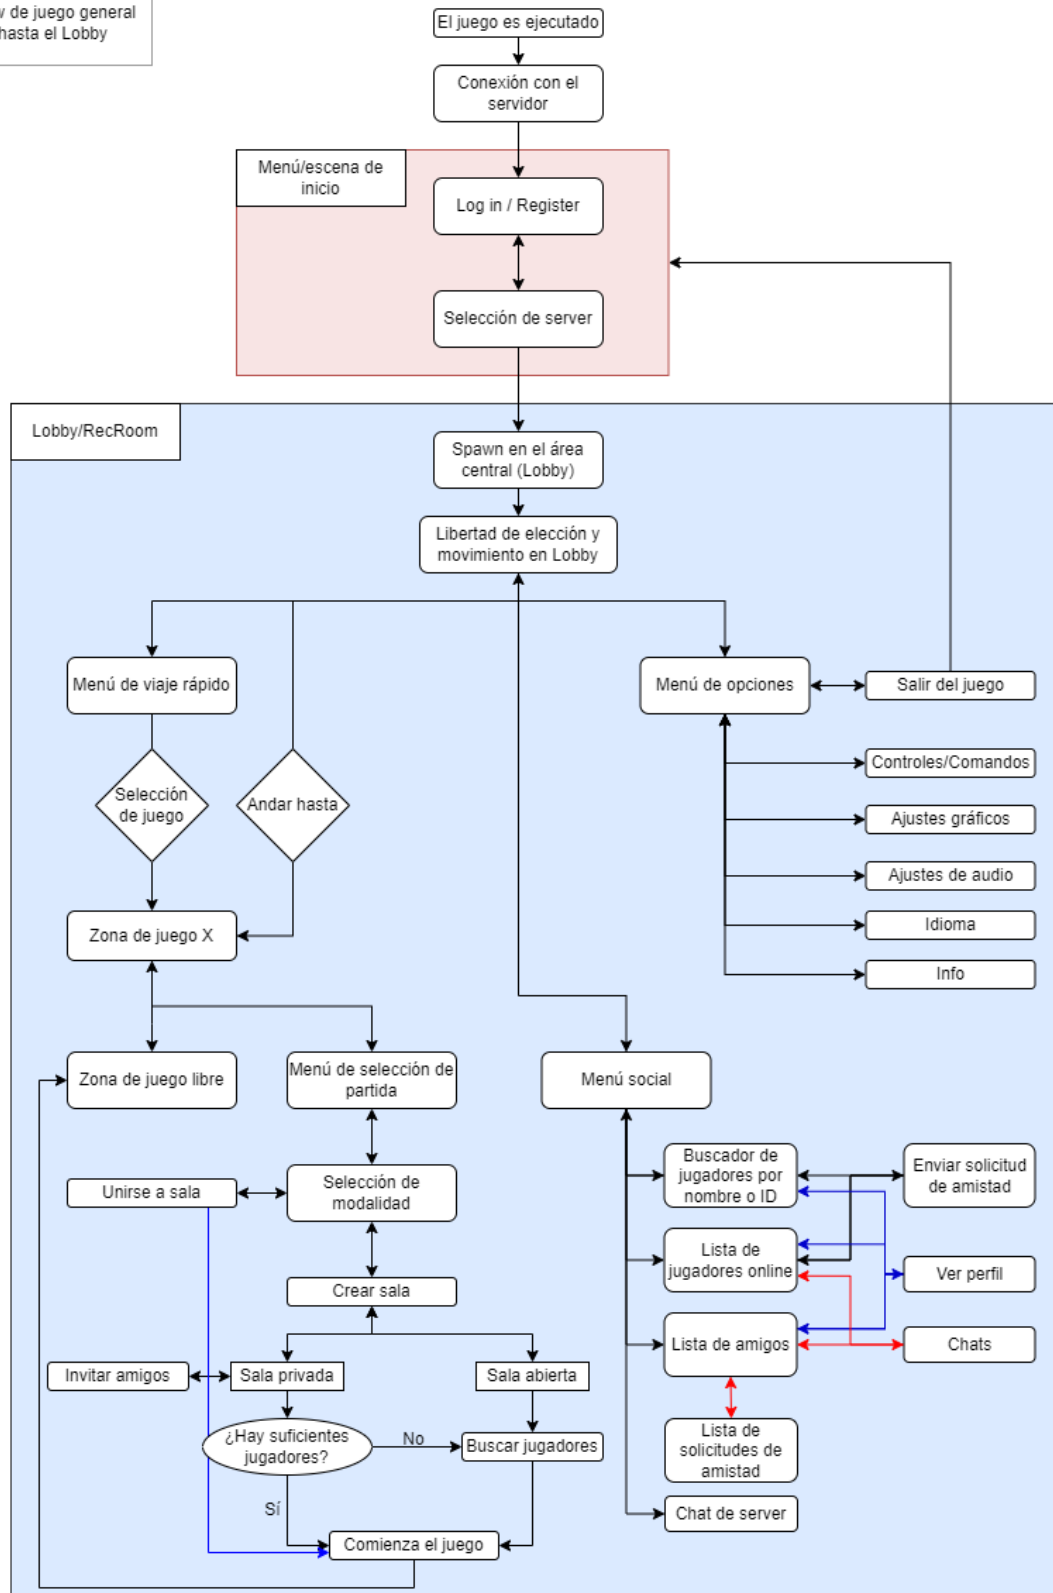 de juego general
hasta el Lobby
El juego es ejecutado
Conexión con el
servidor
Menú/escena de
inicio
Log in / Register
Selección de server
Lobby/RecRoom
Spawn en el área
central (Lobby)
Libertad de elección y
movimiento en Lobby
Menú de viaje rápido
Menú de opciones
Salir del juego
Controles/Comandos
Selección
de juego
Andar hasta
Ajustes gráficos
Ajustes de audio
Idioma
Zona de juego X
Info
Zona de juego libre
Menú de selección de
partida
Menú social
Unirse a sala
Selección de
modalidad
Buscador de
jugadores por
nombre o ID
Enviar solicitud
de amistad
Lista de
jugadores online
Ver perfil
Crear sala
Lista de amigos
Chats
Invitar amigos
Sala privada
Sala abierta
¿Hay suficientes
jugadores?
No
Buscar jugadores
Lista de
solicitudes de
amistad
Sí
Chat de server
Comienza el juego